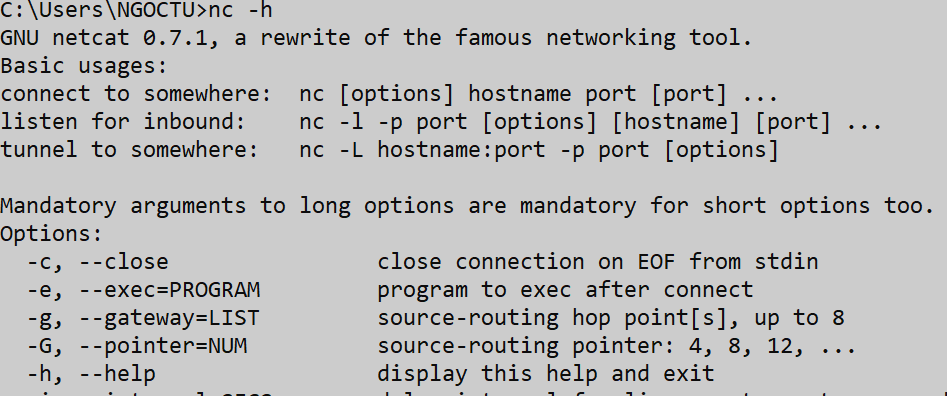 C:\Users\NGOCTU>nc -h
GNU netcat 0.7.1, a rewrite of the famous networking tool.
Basic usages:
connect to somewhere:  nc [options] hostname port [port] ...
listen for inbound:    nc -l -p port [options] [hostname] [port] ...
tunnel to somewhere:   nc -L hostname:port -p port [options]

Mandatory arguments to long options are mandatory for short options too.
Options:
  -c, --close                close connection on EOF from stdin
  -e, --exec=PROGRAM         program to exec after connect
  -g, --gateway=LIST         source-routing hop point[s], up to 8
  -G, --pointer=NUM          source-routing pointer: 4, 8, 12, ...
  -h, --help                 display this help and exit